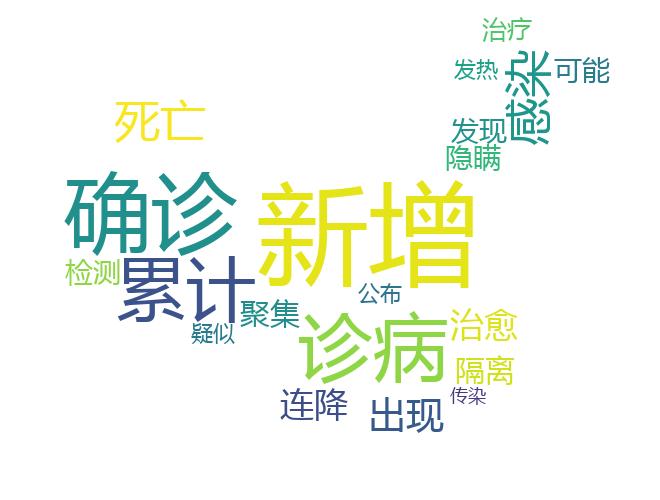 治疗
发热
感染
可能
死亡
发现
隐瞒
确诊
新增
检测
累计
公布
聚集
疑似
诊病
治愈
隔离
连降
出现
传染